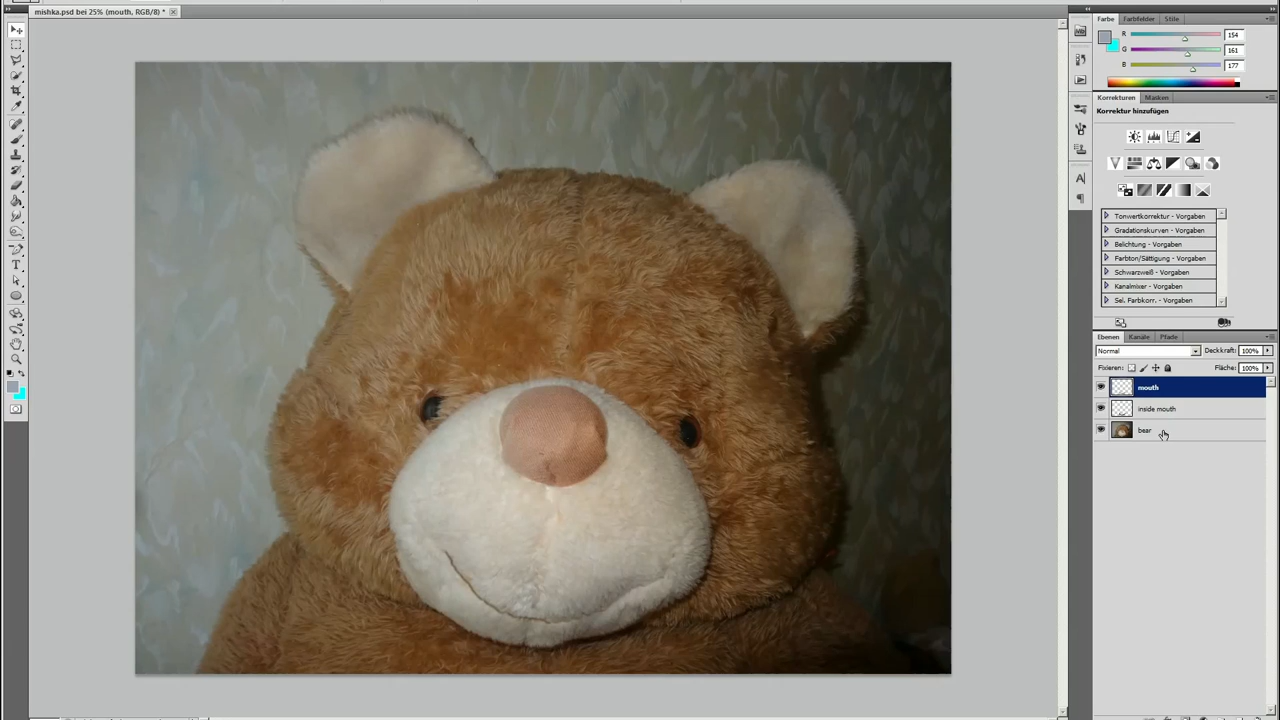 mishka.psd bei 25% (mouth, RGB/8) *
Farbe Farbfelder Stile
R 154
G 161
B 177
Korrekturen Masken
Korrektur hinzufügen
Tonwertkorrektur - Vorgaben
Gradationskurven - Vorgaben
Belichtung - Vorgaben
Farbton/Sättigung - Vorgaben
Schwarzweiß - Vorgaben
Kanalmixer - Vorgaben
Sel. Farbkorr. - Vorgaben
Ebenen Kanäle Pfade
Normal Deckkraft: 100%
Fixieren: Fläche: 100%
mouth
inside mouth
bear